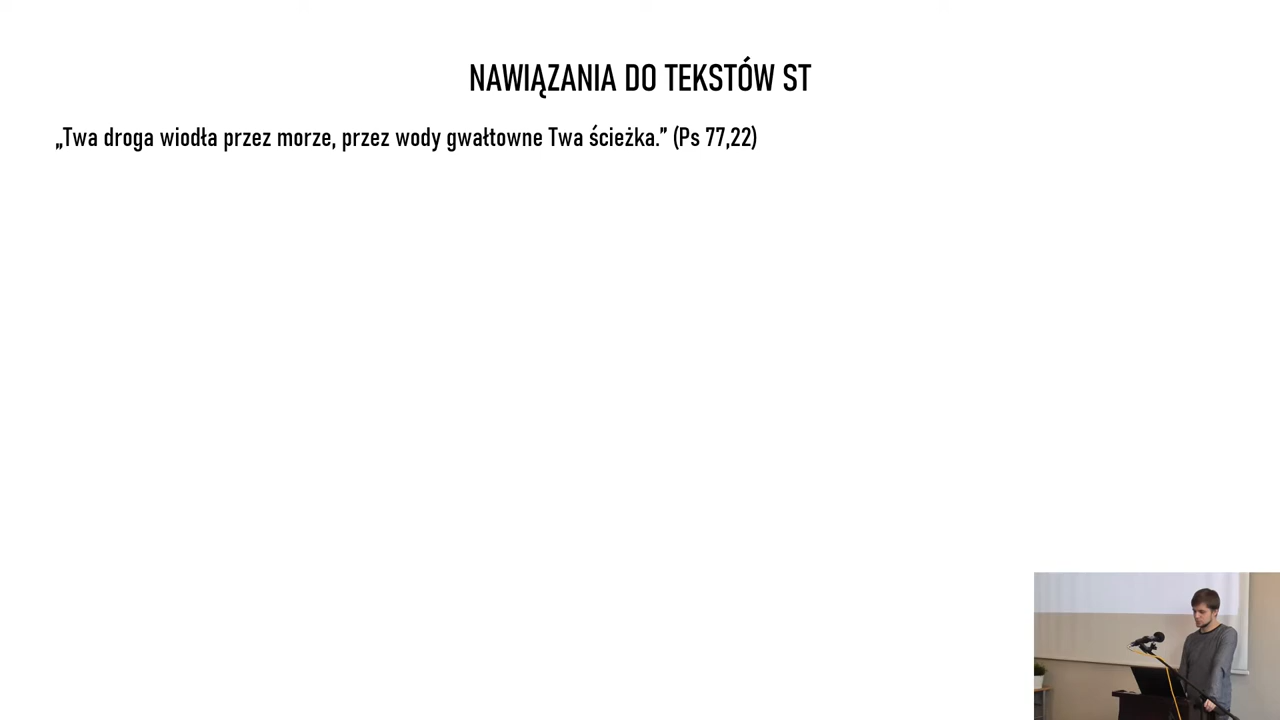 NAWIĄZANIA DO TEKSTÓW ST
„Twa droga wiodła przez morze, przez wody gwałtowne Twa ścieżka.” (Ps 77,22)